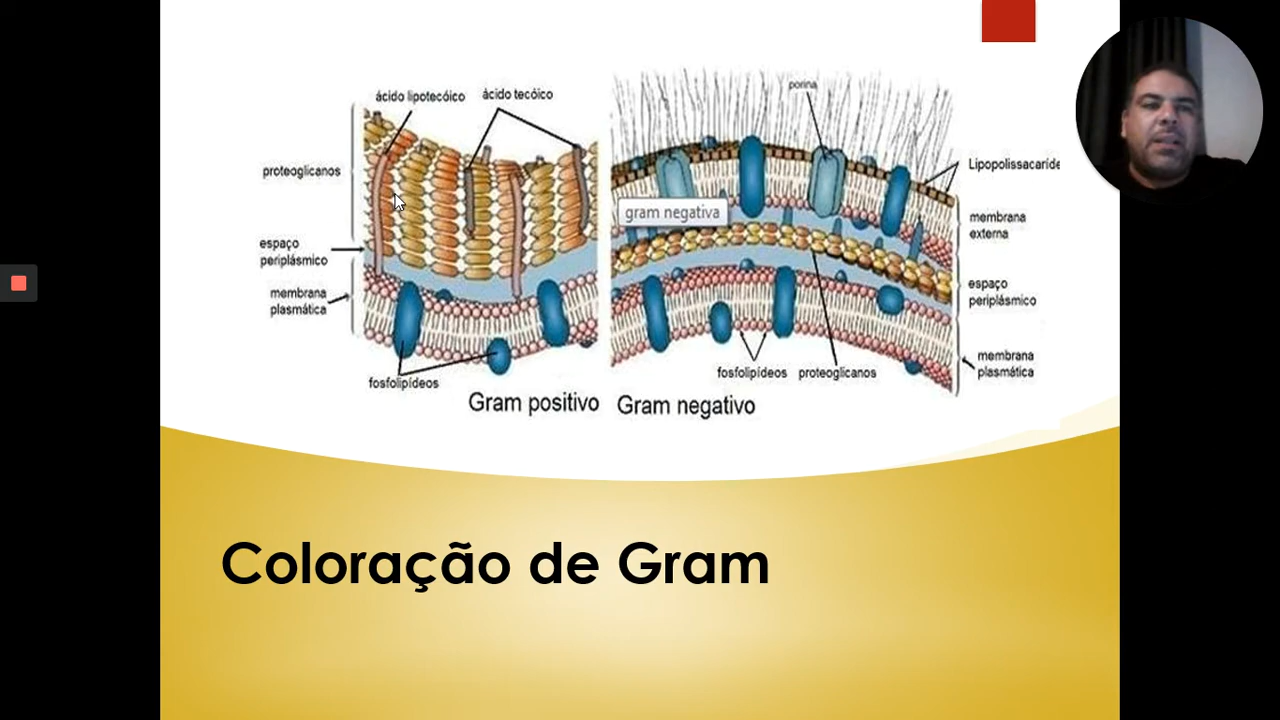 ácido lipotecóico
ácido tecóico
proteoglicanos
espaço
periplásmico
membrana
plasmática
fosfolipídeos
Gram positivo
porina
Lipopolissacaríde
gram negativa
membrana
externa
espaço
periplásmico
membrana
plasmática
fosfolipídeos
proteoglicanos
Gram negativo
Coloração de Gram